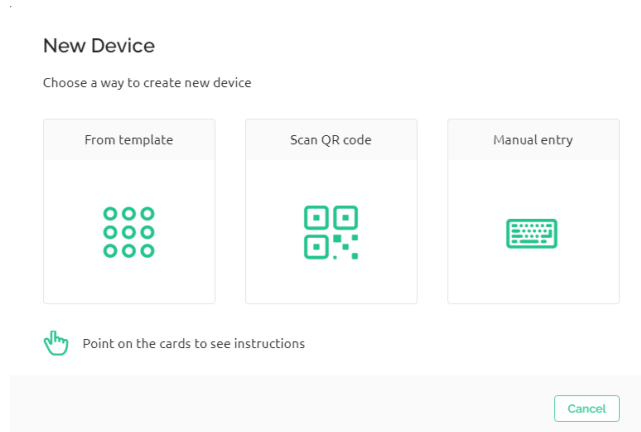 New Device
Choose a way to create new device
From template
Scan QR code
Manual entry
Point on the cards to see instructions
Cancel